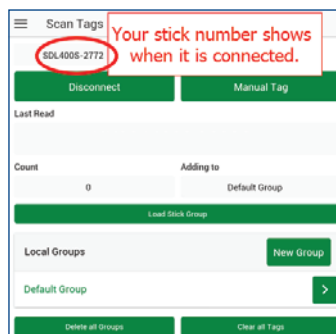 Scan Tags
Your stick number shows
when it is connected.
SDL400S-2772
Disconnect
Manual Tag
Last Read
Count
Adding to
0
Default Group
Load Stick Group
Local Groups
New Group
Default Group
Delete all Groups
Clear all Tags